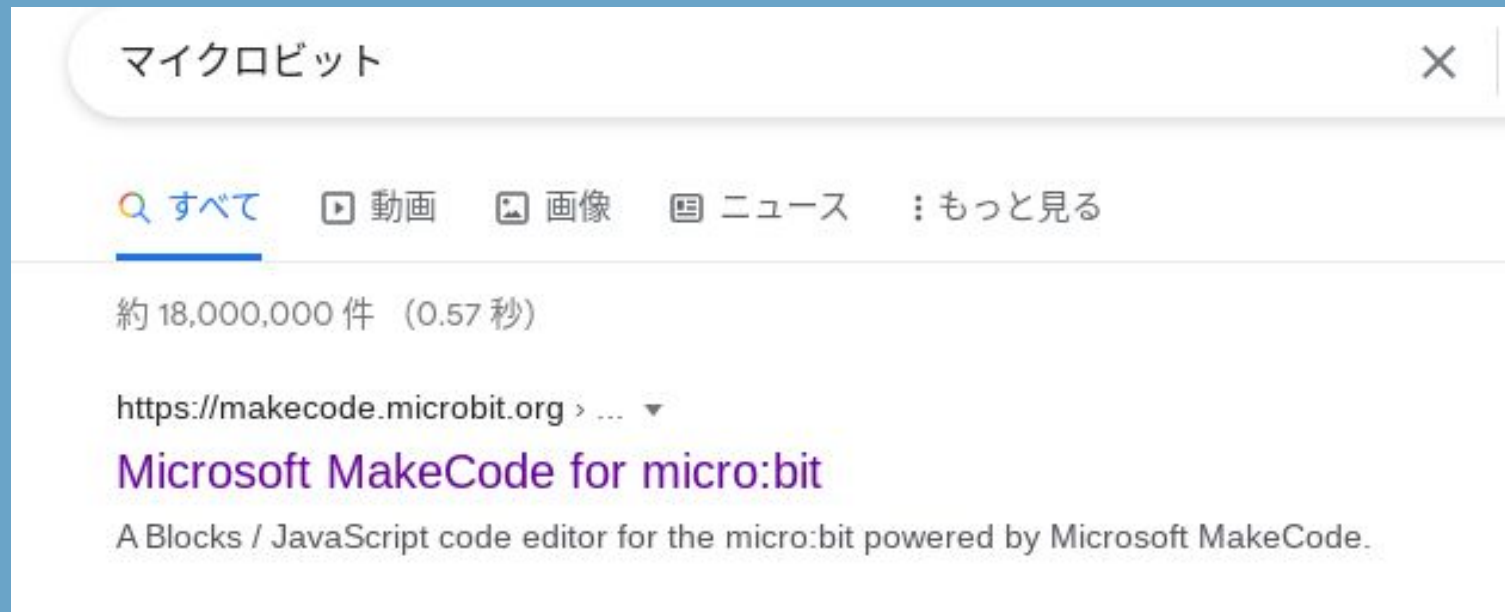 マイクロビット
すべて 動画 画像 ニュース もっと見る
約 18,000,000 件 （0.57 秒）
https://makecode.microbit.org › ...
Microsoft MakeCode for micro:bit
A Blocks / JavaScript code editor for the micro:bit powered by Microsoft MakeCode.